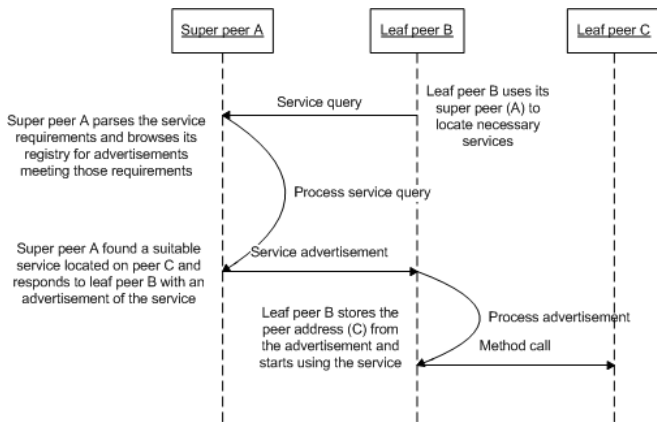 Super peer A
Leaf peer B
Leaf peer C
Service query
Leaf peer B uses its
super peer (A) to
locate necessary
services
Super peer A parses the service
requirements and browses its
registry for advertisements
meeting those requirements
Process service query
Super peer A found a suitable
service located on peer C and
responds to leaf peer B with an
advertisement of the service
Service advertisement
Leaf peer B stores the
peer address (C) from
the advertisement and
starts using the service
Process advertisement
Method call